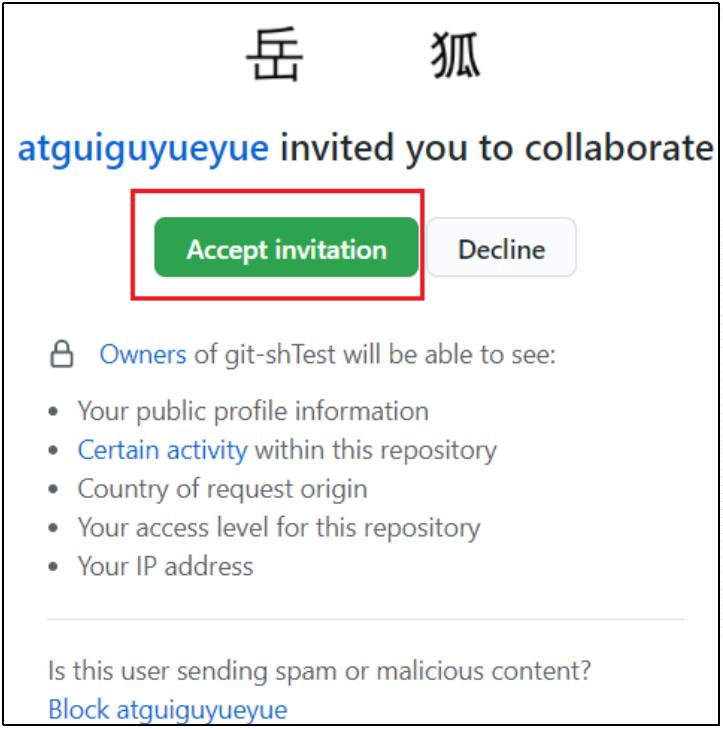 岳 狐
atguiguyueyue invited you to collaborate
Accept invitation Decline
Owners of git-shTest will be able to see:
• Your public profile information
• Certain activity within this repository
• Country of request origin
• Your access level for this repository
• Your IP address
Is this user sending spam or malicious content?
Block atguiguyueyue